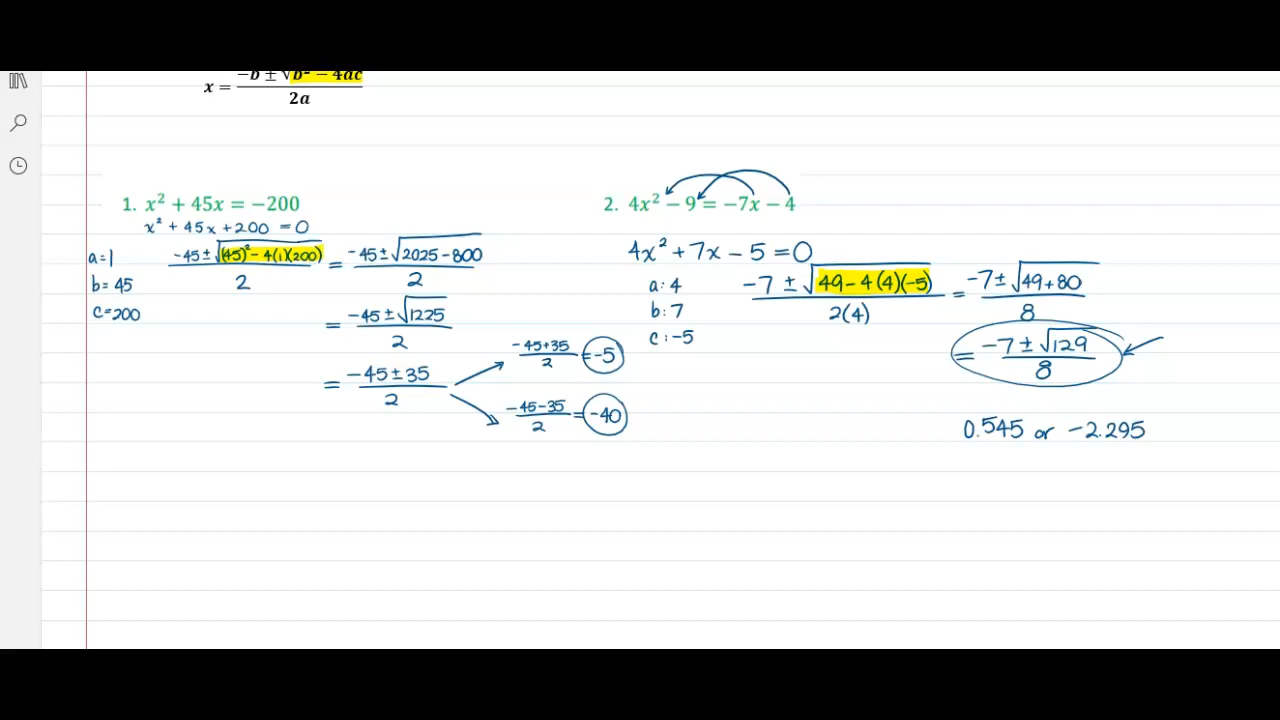 x = −b ± √b² − 4ac / 2a
1. x² + 45x = −200
x² + 45x + 200 = 0
a = 1
b = 45
c = 200
−45 ± √(45)² − 4(1)(200) / 2 = −45 ± √2025 − 800 / 2
= −45 ± √1225 / 2
= −45 ± 35 / 2
−45 + 35 / 2 = −5
−45 − 35 / 2 = −40
2. 4x² − 9 = −7x − 4
4x² + 7x − 5 = 0
a: 4
b: 7
c: −5
−7 ± √49 − 4(4)(−5) / 2(4) = −7 ± √49 + 80 / 8
= −7 ± √129 / 8
0.545 or −2.295